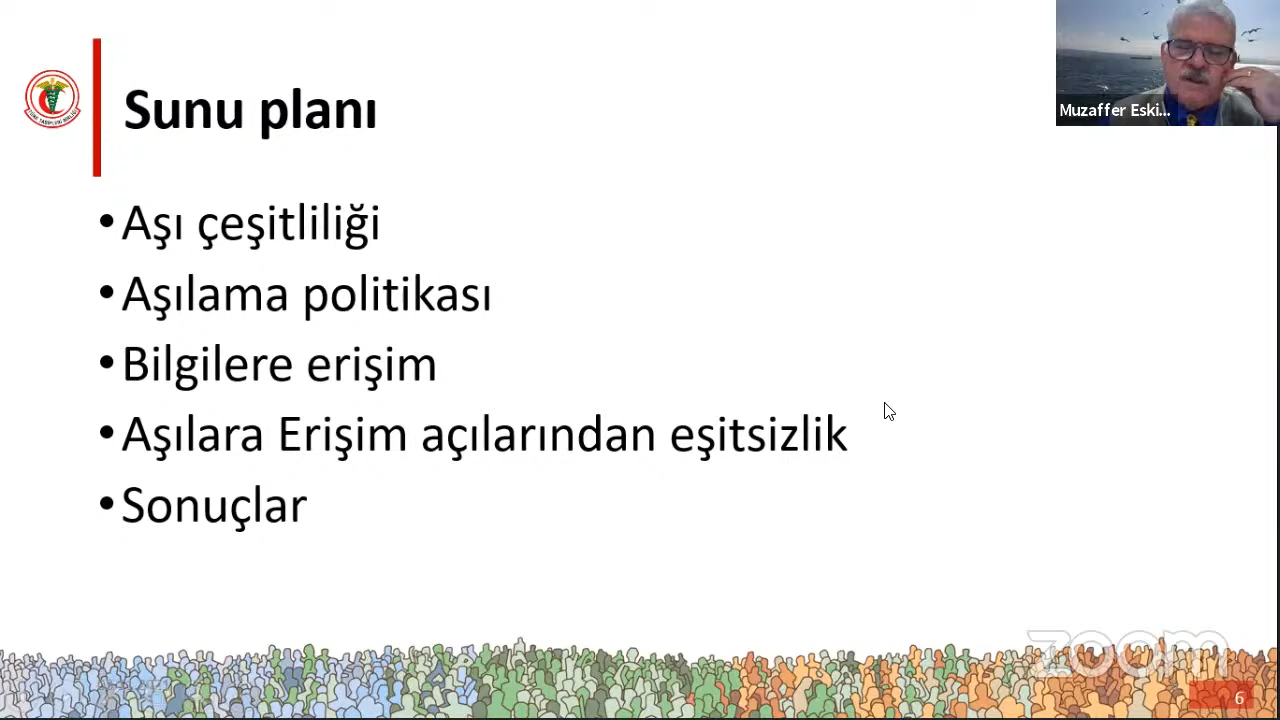 Sunu planı
• Aşı çeşitliliği
• Aşılama politikası
• Bilgilere erişim
• Aşılara Erişim açılarından eşitsizlik
• Sonuçlar
Muzaffer Eski...
zoom
6